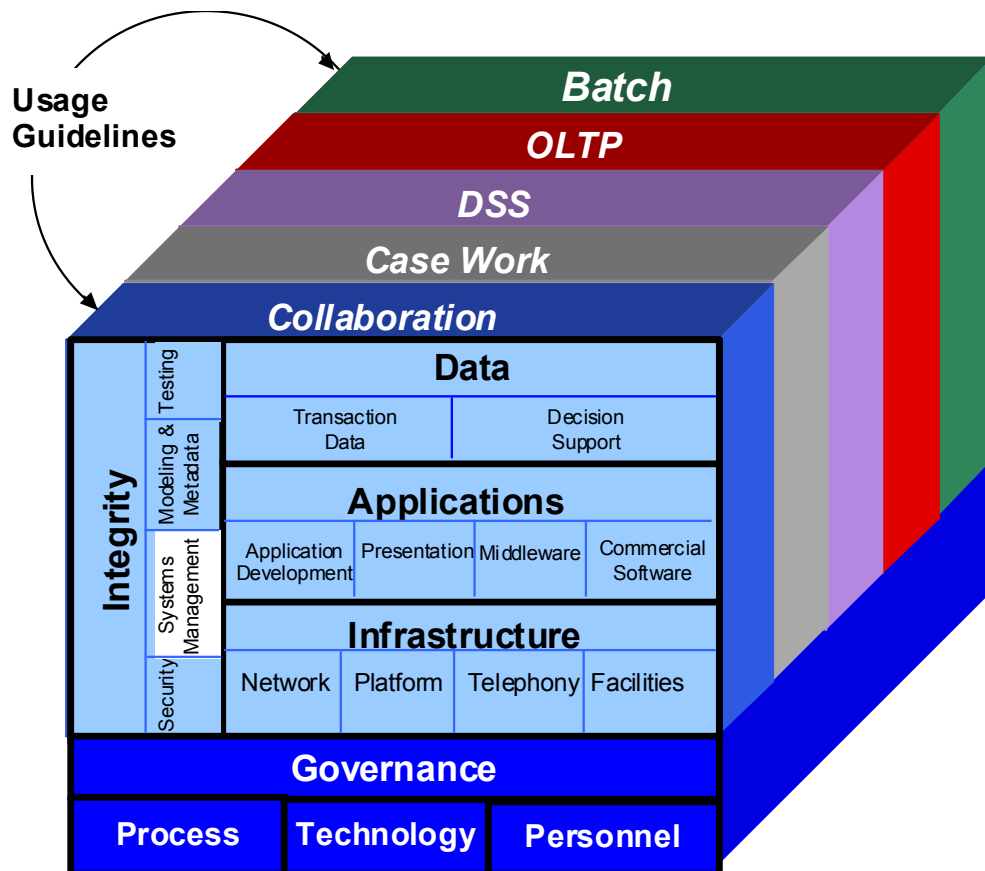 Usage
Guidelines
Batch
OLTP
DSS
Case Work
Collaboration
Integrity
Testing
Modeling &
Metadata
Systems
Management
Security
Data
Transaction
Data
Decision
Support
Applications
Application
Development
Presentation
Middleware
Commercial
Software
Infrastructure
Network
Platform
Telephony
Facilities
Governance
Process
Technology
Personnel